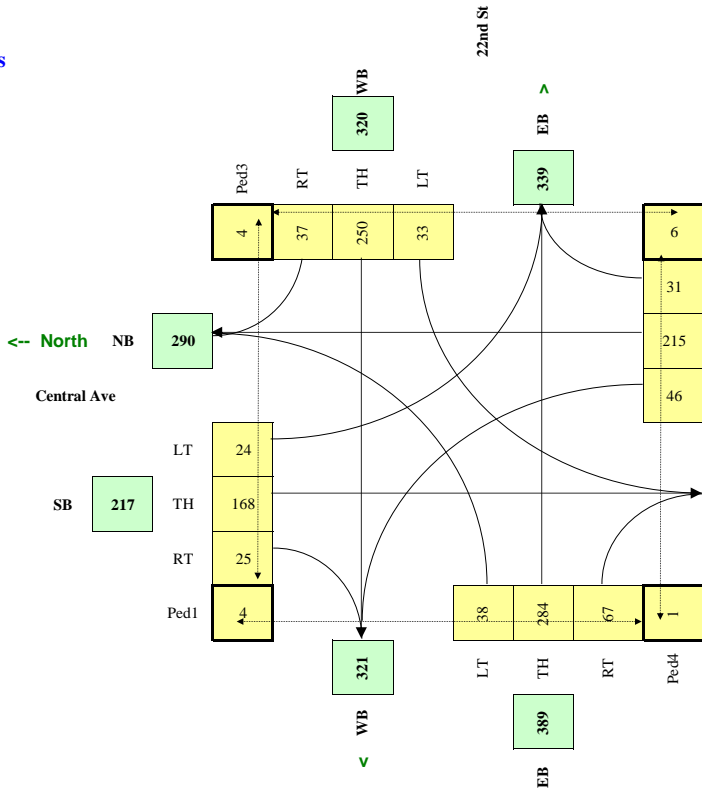 s
22nd St
WB
320
EB
339
>
Ped3
RT
TH
LT
4
37
250
33
6
31
215
46
<-- North
NB
290
Central Ave
LT
24
SB
217
TH
168
RT
25
Ped1
4
38
284
67
1
321
WB
<
LT
TH
RT
Ped4
389
EB